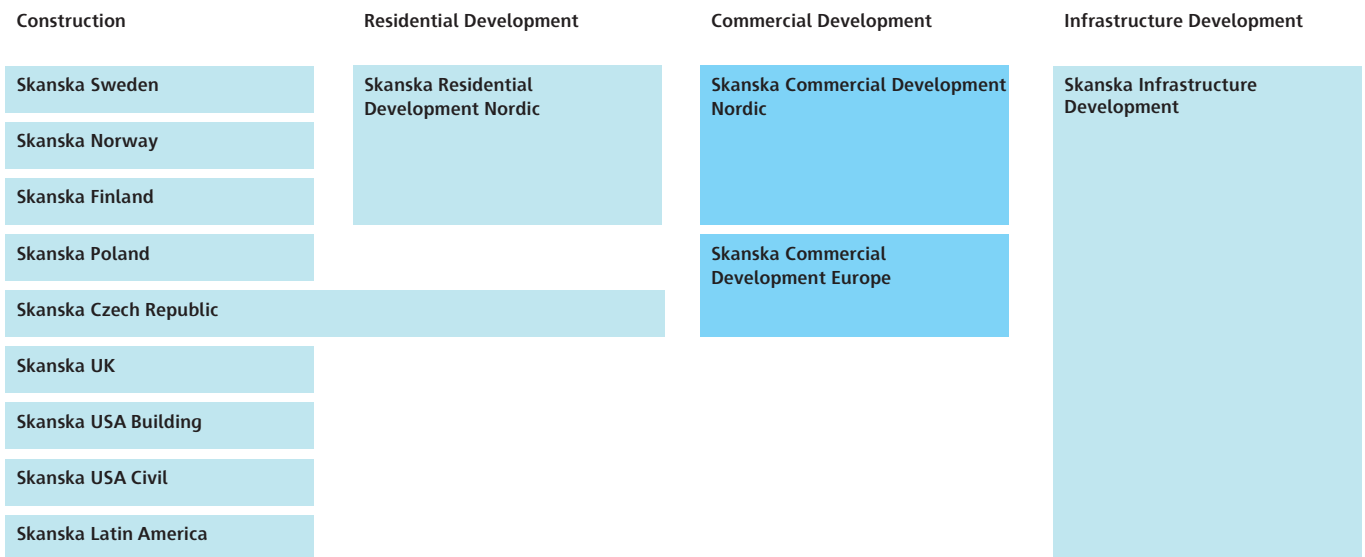 Construction
Residential Development
Commercial Development
Infrastructure Development
Skanska Sweden
Skanska Norway
Skanska Finland
Skanska Poland
Skanska Czech Republic
Skanska UK
Skanska USA Building
Skanska USA Civil
Skanska Latin America
Skanska Residential
Development Nordic
Skanska Commercial Development
Nordic
Skanska Commercial
Development Europe
Skanska Infrastructure
Development